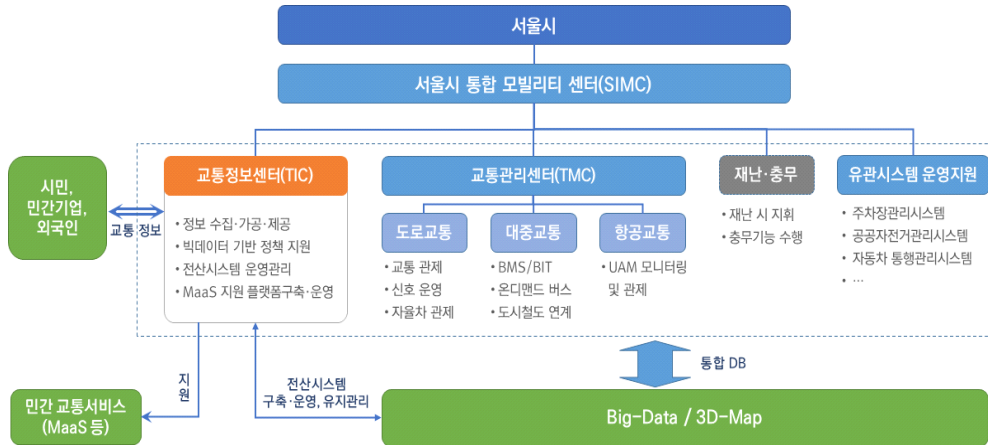 서울시
서울시 통합 모빌리티 센터(SIMC)
시민,
민간기업,
외국인
교통 정보
교통정보센터(TIC)
• 정보 수집·가공·제공
• 빅데이터 기반 정책 지원
• 전산시스템 운영관리
• MaaS 지원 플랫폼구축·운영
교통관리센터(TMC)
도로교통
• 교통 관제
• 신호 운영
• 자율차 관제
대중교통
• BMS/BIT
• 온디맨드 버스
• 도시철도 연계
항공교통
• UAM 모니터링
및 관제
재난·충무
• 재난 시 지휘
• 충무기능 수행
유관시스템 운영지원
• 주차장관리시스템
• 공공자전거관리시스템
• 자동차 통행관리시스템
• ...
지원
전산시스템
구축·운영, 유지관리
통합 DB
민간 교통서비스
(MaaS 등)
Big-Data / 3D-Map